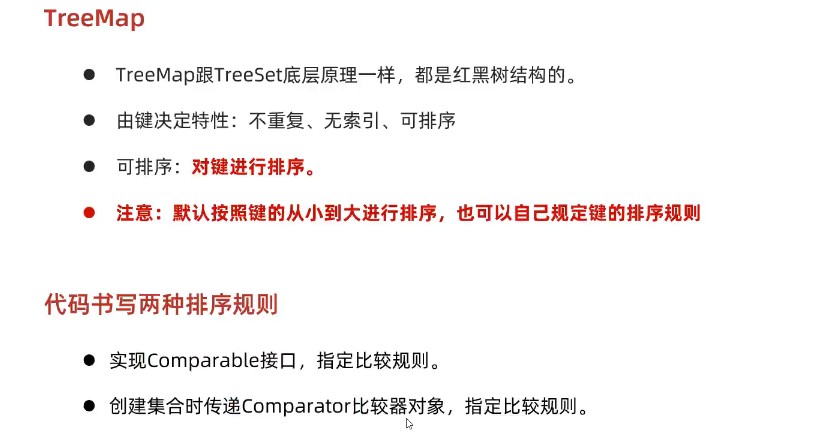 TreeMap
TreeMap跟TreeSet底层原理一样，都是红黑树结构的。
由键决定特性：不重复、无索引、可排序
可排序：对键进行排序。
注意：默认按照键的从小到大进行排序，也可以自己规定键的排序规则
代码书写两种排序规则
实现Comparable接口，指定比较规则。
创建集合时传递Comparator比较器对象，指定比较规则。